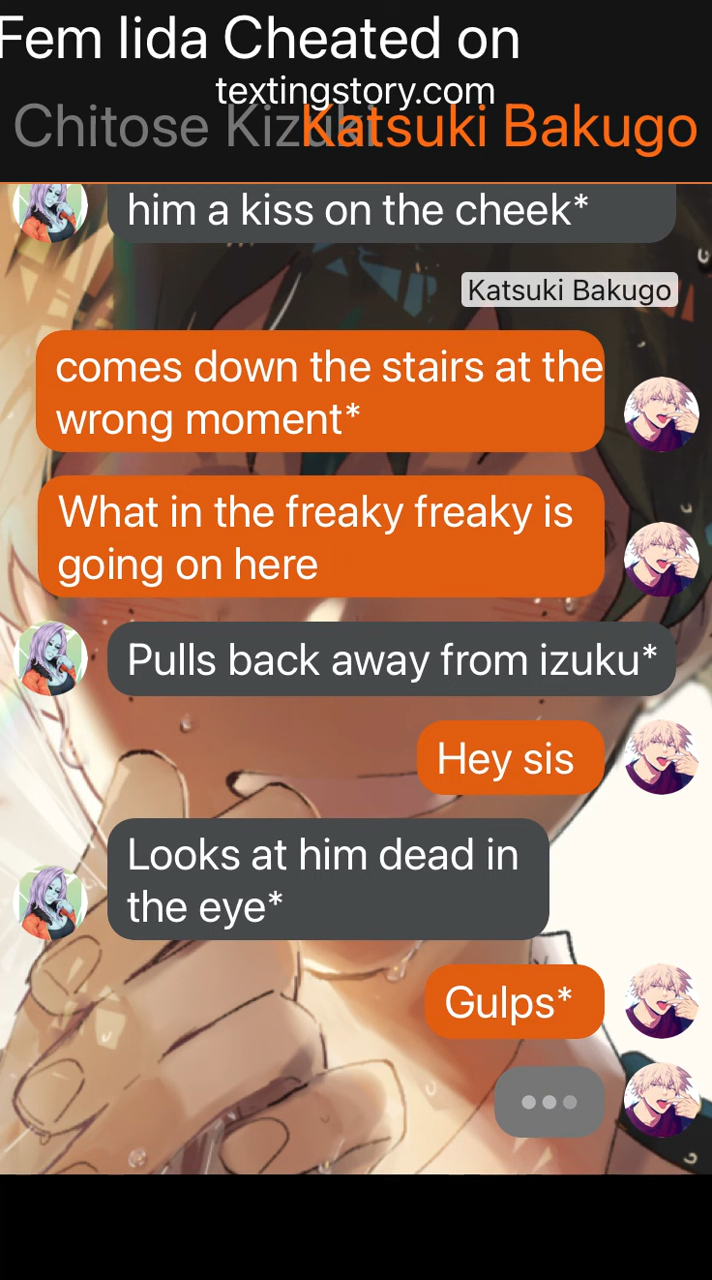 Fem Iida Cheated on
textingstory.com
Chitose Kizuki
Katsuki Bakugo
him a kiss on the cheek*
Katsuki Bakugo
comes down the stairs at the
wrong moment*
What in the freaky freaky is
going on here
Pulls back away from izuku*
Hey sis
Looks at him dead in
the eye*
Gulps*